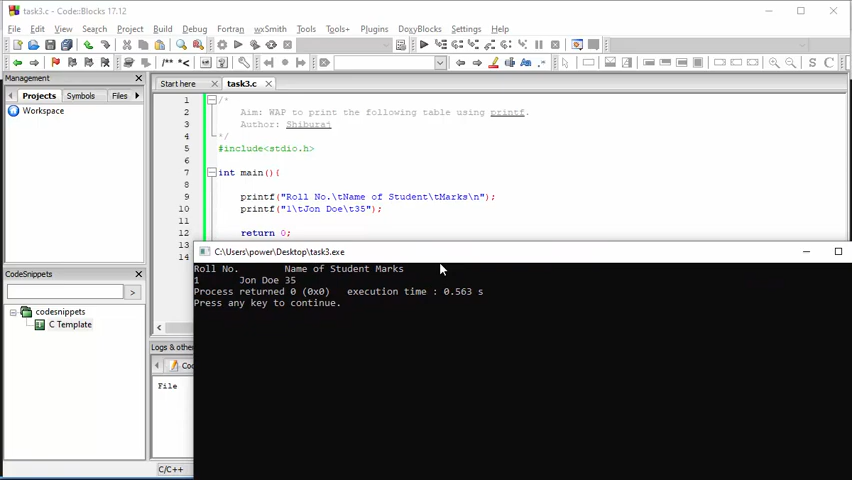 task3.c - Code::Blocks 17.12
File Edit View Search Project Build Debug Fortran wxSmith Tools Tools+ Plugins DoxyBlocks Settings Help
/** *<
Management
Projects Symbols Files
Workspace
CodeSnippets
>
codesnippets
C Template
Start here task3.c
1 /*
2 Aim: WAP to print the following table using printf.
3 Author: Shiburaj
4 */
5 #include<stdio.h>
6
7 int main(){
8
9 printf("Roll No.\tName of Student\tMarks\n");
10 printf("1\tJon Doe\t35");
11
12 return 0;
13
14
Logs & othe
Co
File
C/C++
C:\Users\power\Desktop\task3.exe
Roll No. Name of Student Marks
1 Jon Doe 35
Process returned 0 (0x0) execution time : 0.563 s
Press any key to continue.